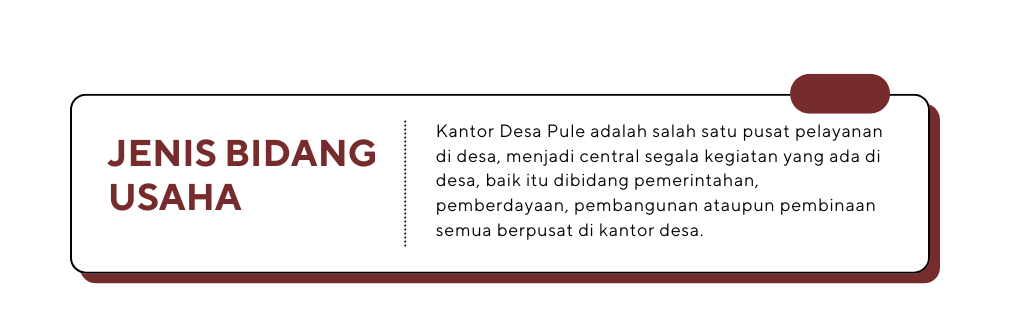 JENIS BIDANG
USAHA
Kantor Desa Pule adalah salah satu pusat pelayanan
di desa, menjadi central segala kegiatan yang ada di
desa, baik itu dibidang pemerintahan,
pemberdayaan, pembangunan ataupun pembinaan
semua berpusat di kantor desa.